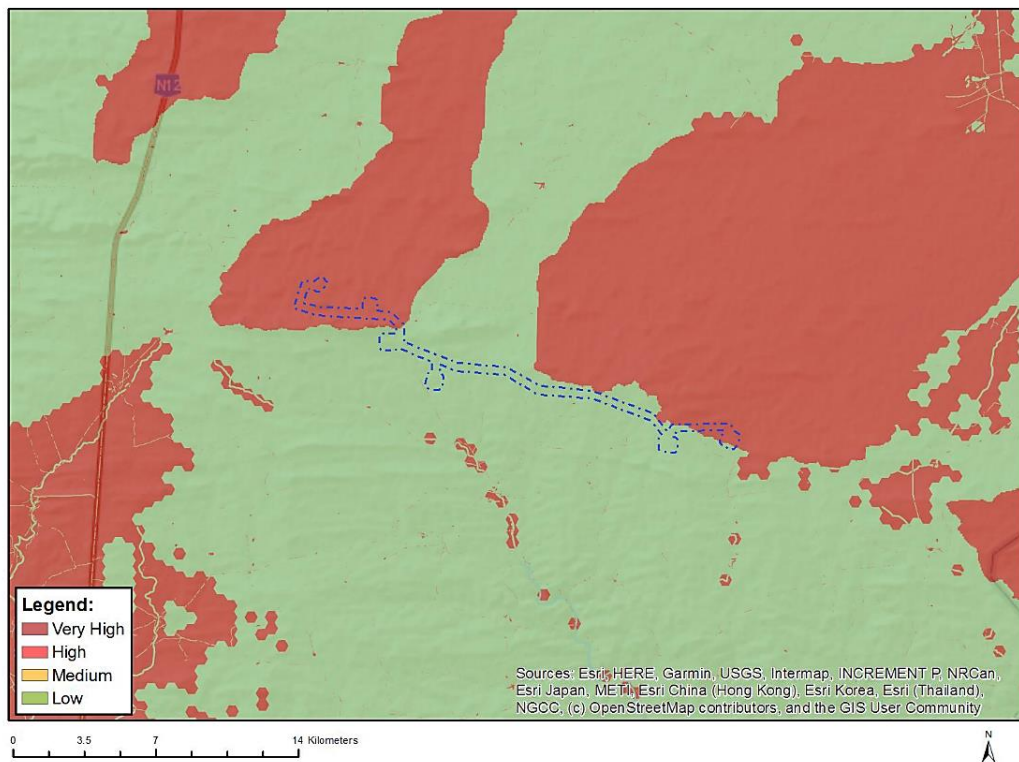 N12
Legend:
Very High
High
Medium
Low
Sources: Esri, HERE, Garmin, USGS, Intermap, INCREMENT P, NRCan,
Esri Japan, METI, Esri China (Hong Kong), Esri Korea, Esri (Thailand),
NGCC, (c) OpenStreetMap contributors, and the GIS User Community
0 3.5 7 14 Kilometers
N